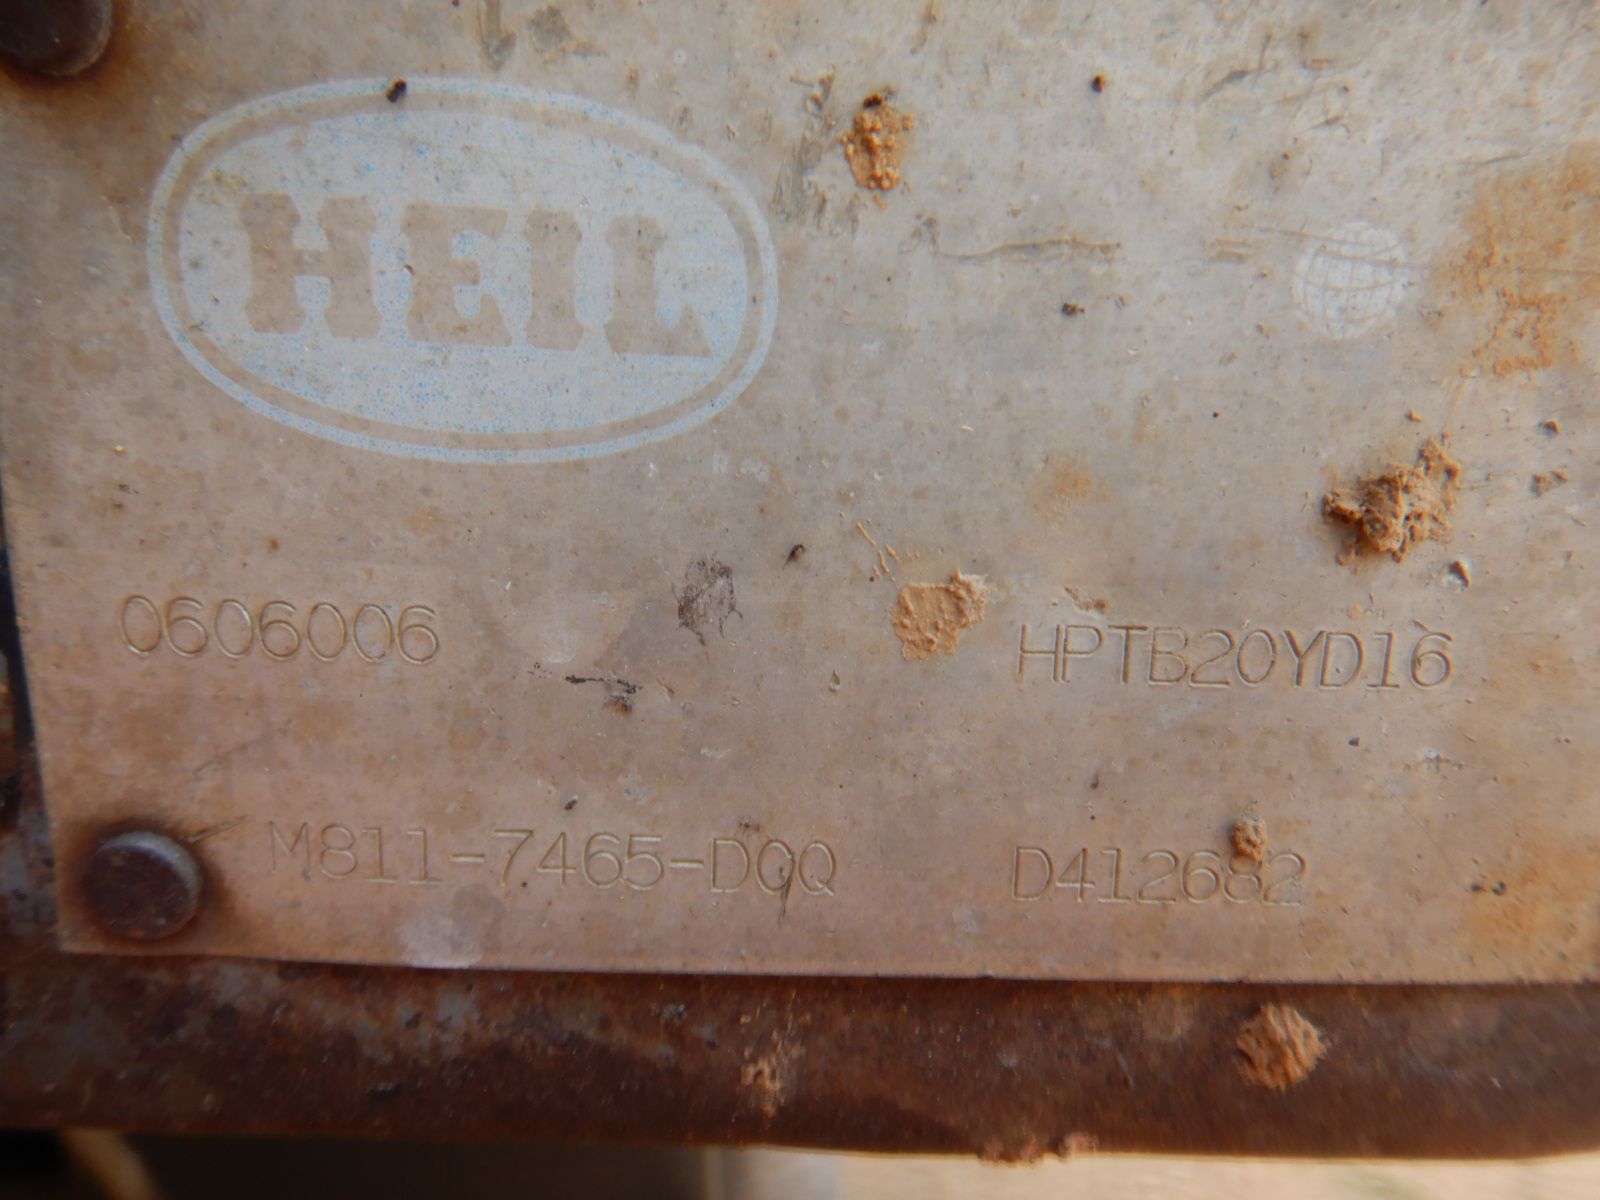 HEIL
0606006 HPTB20YD16
M811-7465-DQQ D412682